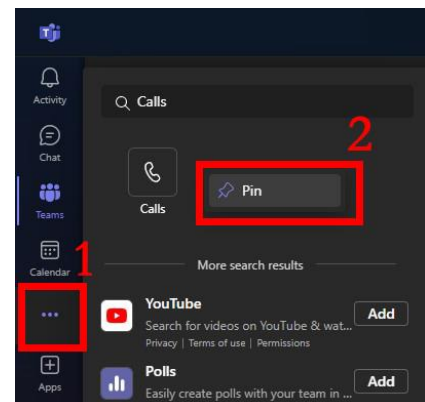 Activity
Chat
Teams
Calendar
1
Apps
Calls
2
Calls
Pin
More search results
YouTube
Add
Search for videos on YouTube & wat...
Privacy | Terms of use | Permissions
Polls
Add
Easily create polls with your team in ...